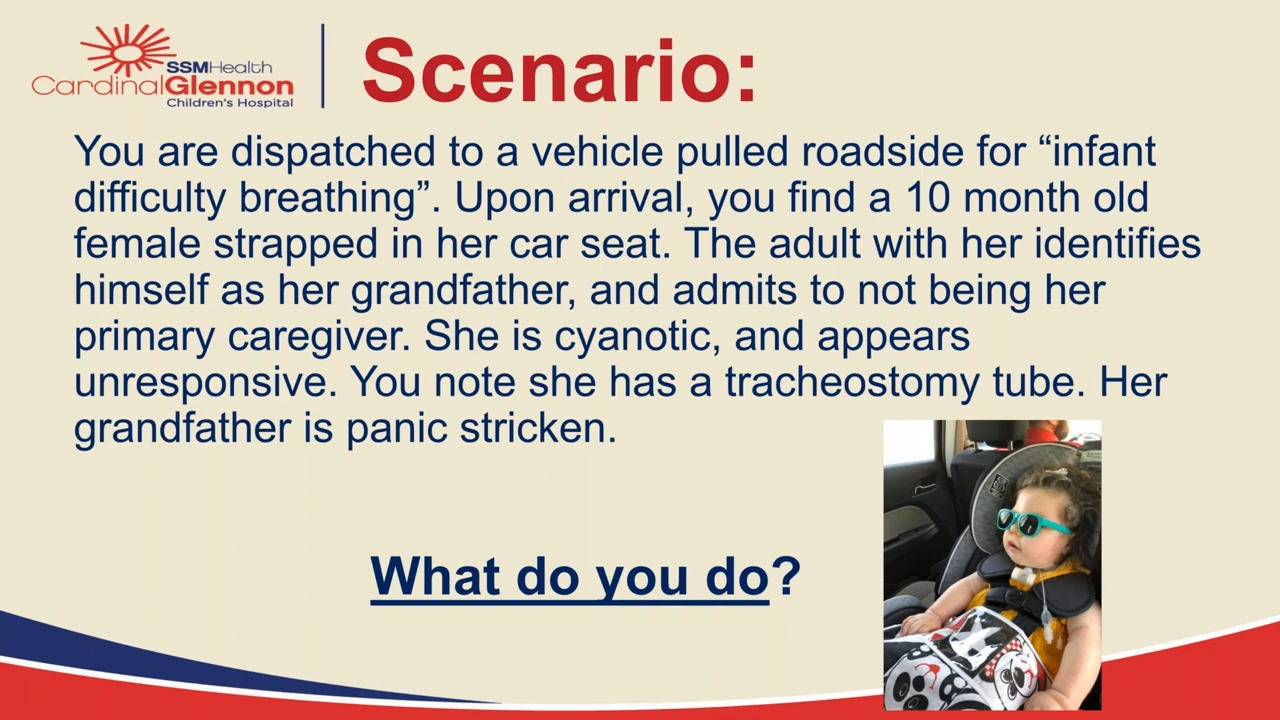 SSMHealth
CardinalGlennon
Children's Hospital
Scenario:
You are dispatched to a vehicle pulled roadside for “infant
difficulty breathing”. Upon arrival, you find a 10 month old
female strapped in her car seat. The adult with her identifies
himself as her grandfather, and admits to not being her
primary caregiver. She is cyanotic, and appears
unresponsive. You note she has a tracheostomy tube. Her
grandfather is panic stricken.
What do you do?